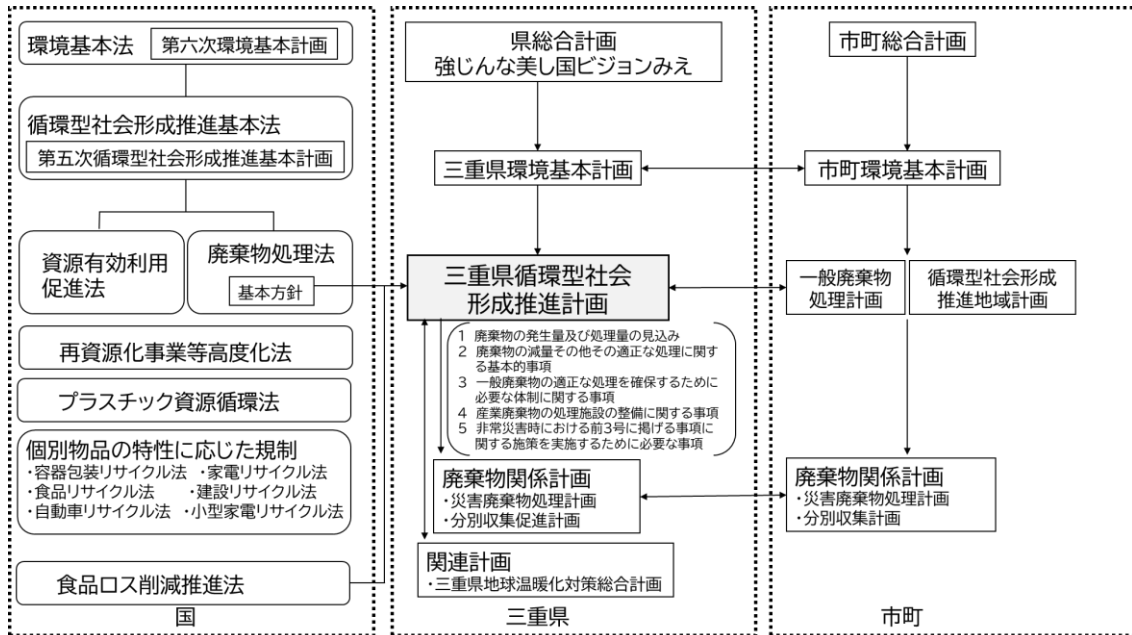 環境基本法
第六次環境基本計画
循環型社会形成推進基本法
第五次循環型社会形成推進基本計画
資源有効利用
促進法
廃棄物処理法
基本方針
再資源化事業等高度化法
プラスチック資源循環法
個別物品の特性に応じた規制
・容器包装リサイクル法 ・家電リサイクル法
・食品リサイクル法 ・建設リサイクル法
・自動車リサイクル法 ・小型家電リサイクル法
食品ロス削減推進法
国
県総合計画
強じんな美し国ビジョンみえ
三重県環境基本計画
三重県循環型社会
形成推進計画
1 廃棄物の発生量及び処理量の見込み
2 廃棄物の減量その他その適正な処理に関す
る基本的事項
3 一般廃棄物の適正な処理を確保するために
必要な体制に関する事項
4 産業廃棄物の処理施設の整備に関する事項
5 非常災害時における前3号に掲げる事項に
関する施策を実施するために必要な事項
廃棄物関係計画
・災害廃棄物処理計画
・分別収集促進計画
関連計画
・三重県地球温暖化対策総合計画
三重県
市町総合計画
市町環境基本計画
一般廃棄物
処理計画
循環型社会形成
推進地域計画
廃棄物関係計画
・災害廃棄物処理計画
・分別収集計画
市町